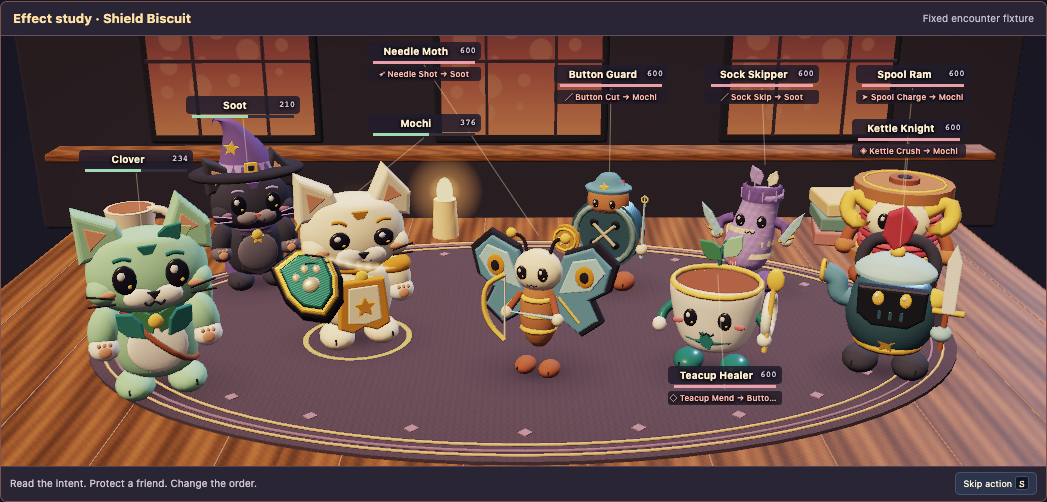 Effect study · Shield Biscuit
Fixed encounter fixture
Needle Moth 600
Needle Shot → Soot
Button Guard 600
Button Cut → Mochi
Sock Skipper 600
Sock Skip → Soot
Spool Ram 600
Spool Charge → Mochi
Soot 210
Mochi 376
Kettle Knight 600
Kettle Crush → Mochi
Clover 234
Teacup Healer 600
Teacup Mend → Butto...
Read the intent. Protect a friend. Change the order.
Skip action S